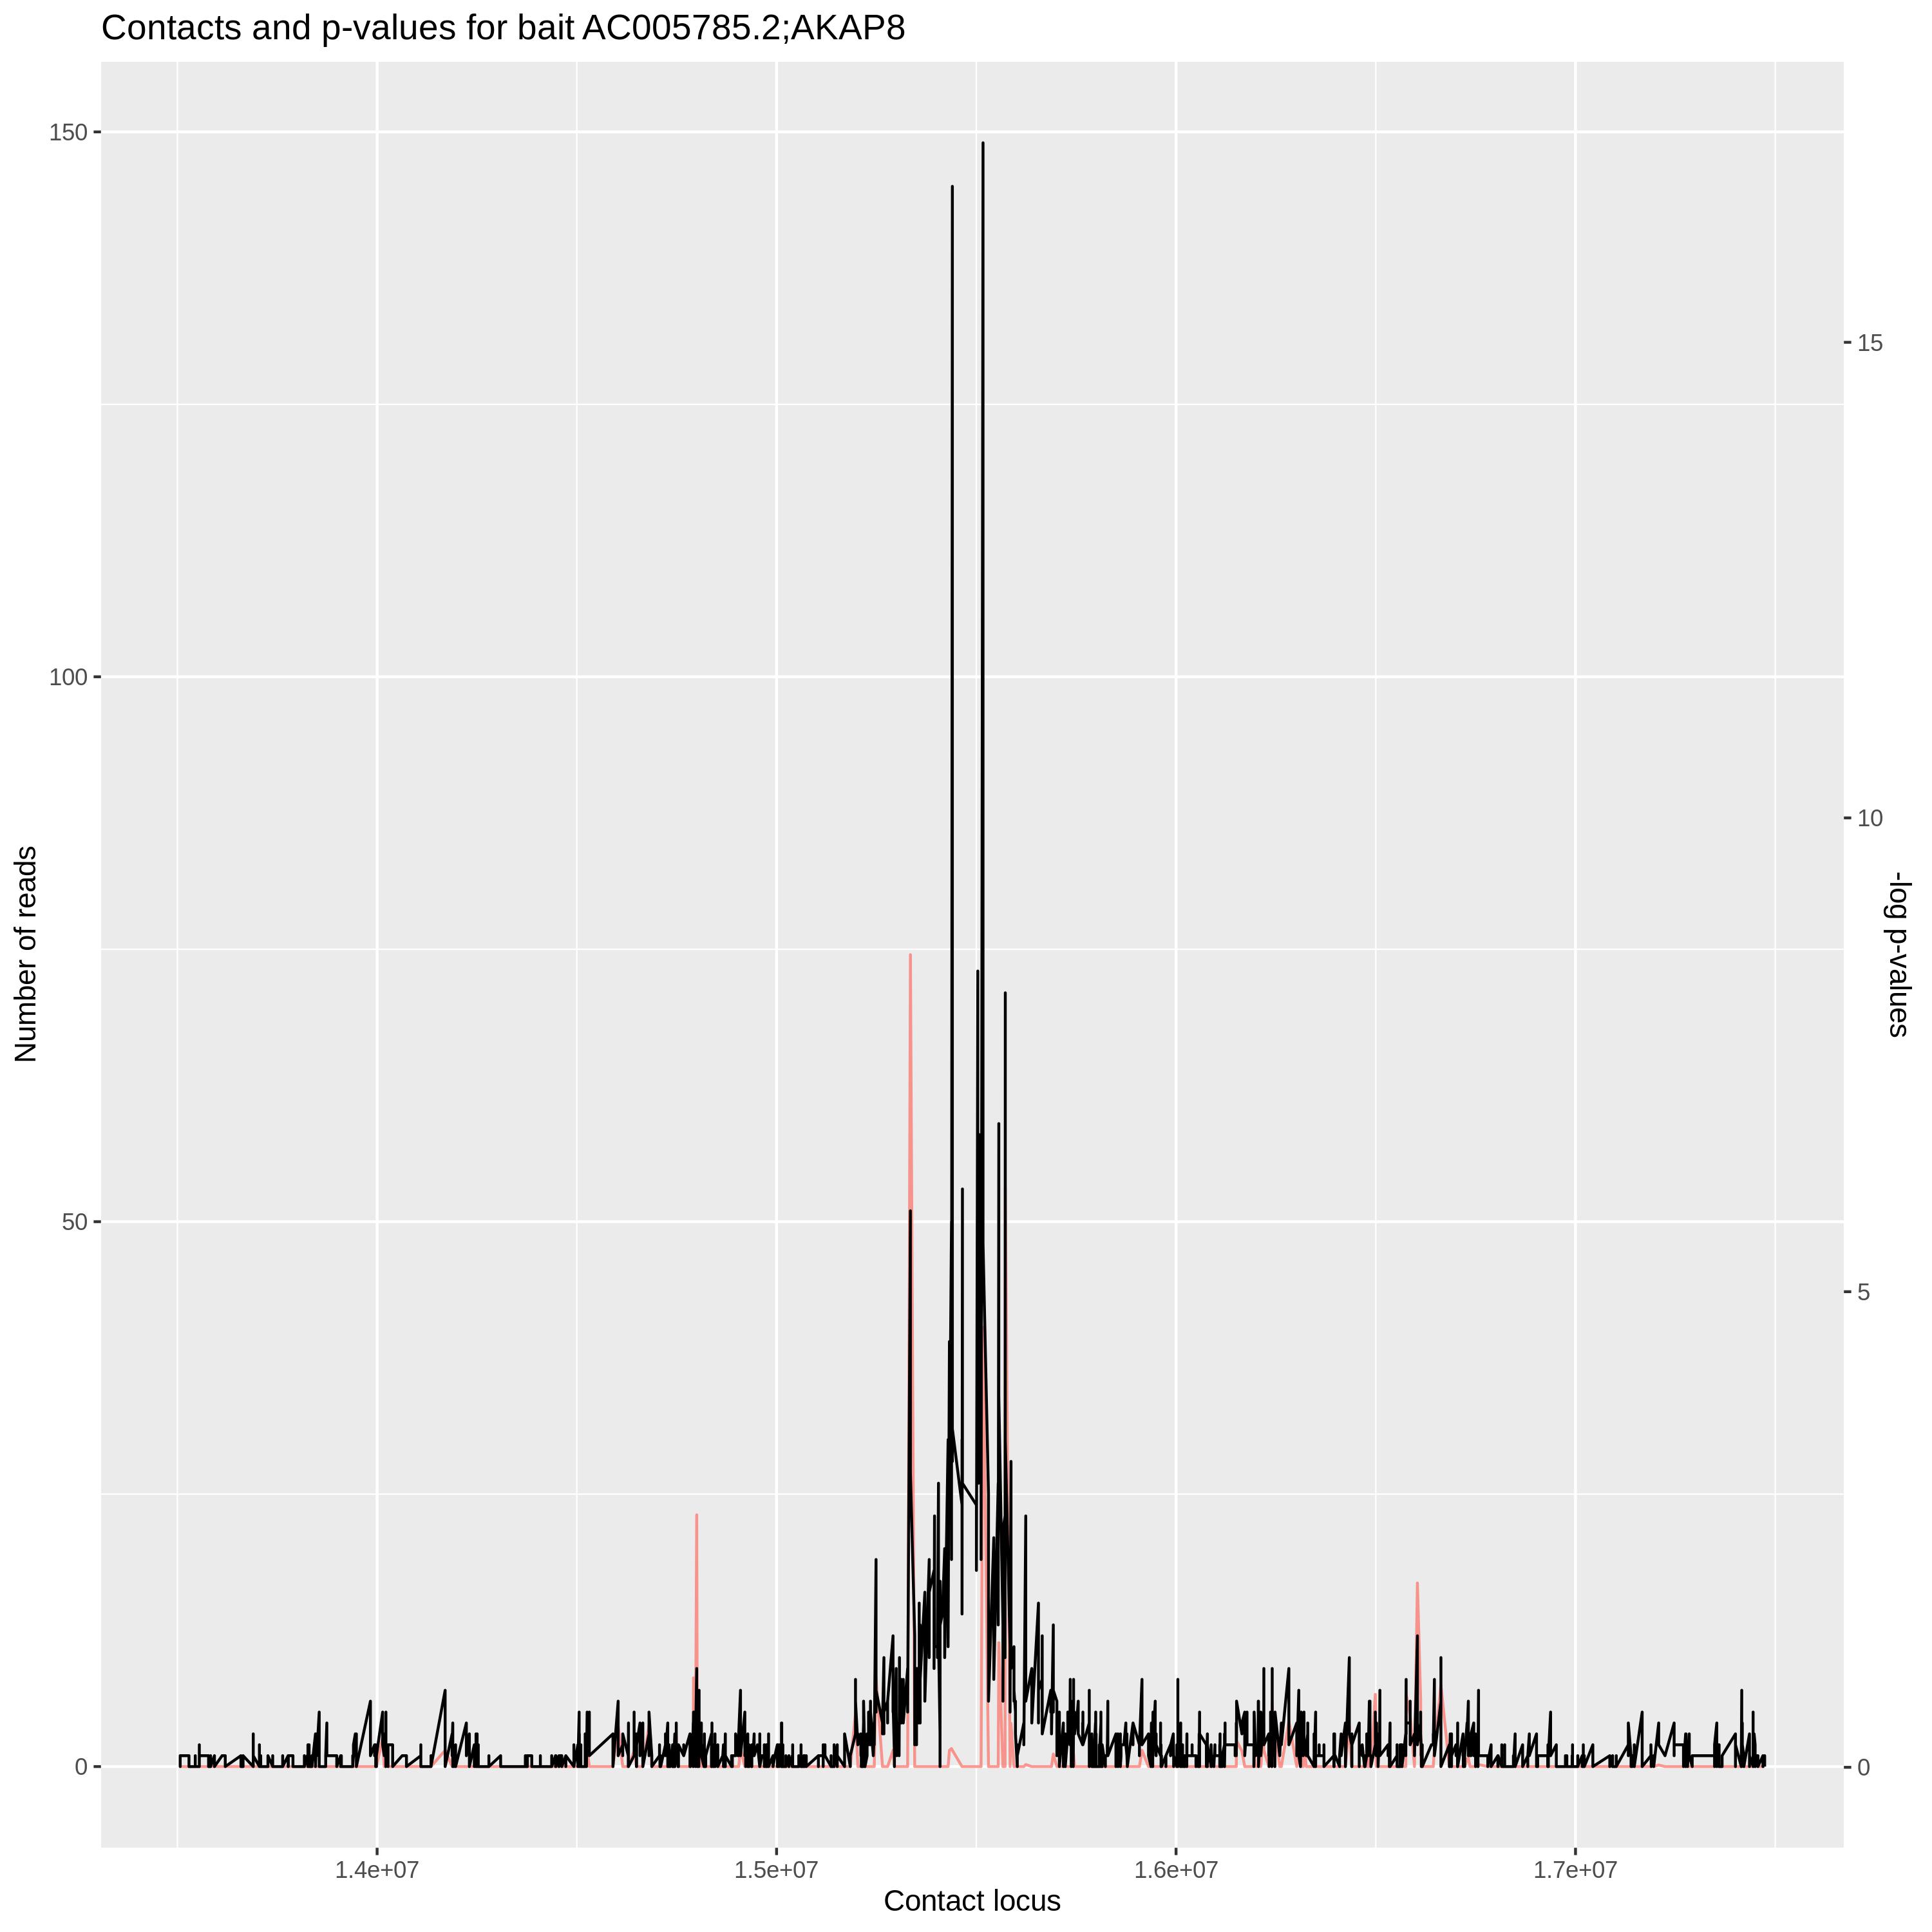 Contacts and p-values for bait AC005785.2;AKAP8
150
100
50
0
Number of reads
15
10
5
0
-log p-values
1.4e+07
1.5e+07
1.6e+07
1.7e+07
Contact locus